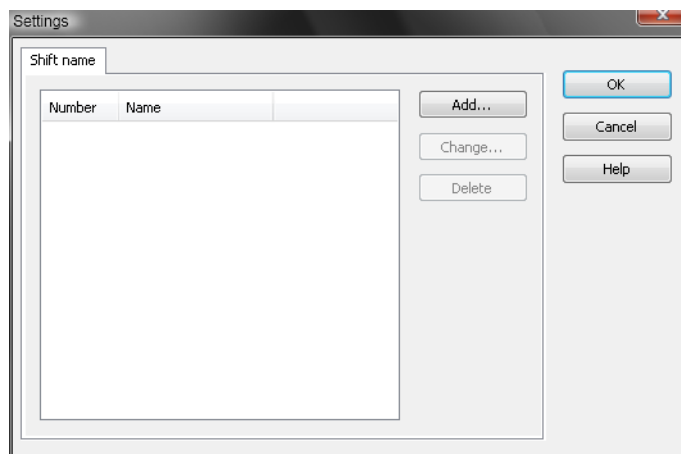 Settings
Shift name
Number Name
Add...
Change...
Delete
OK
Cancel
Help